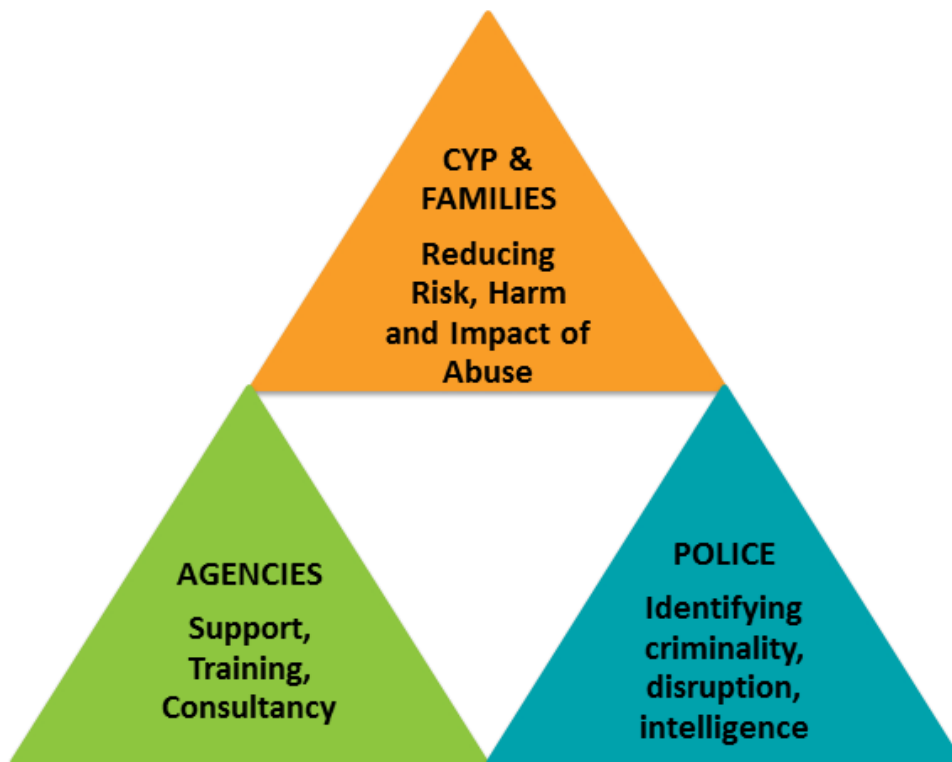 CYP &
FAMILIES
Reducing
Risk, Harm
and Impact of
Abuse
AGENCIES
Support,
Training,
Consultancy
POLICE
Identifying
criminality,
disruption,
intelligence